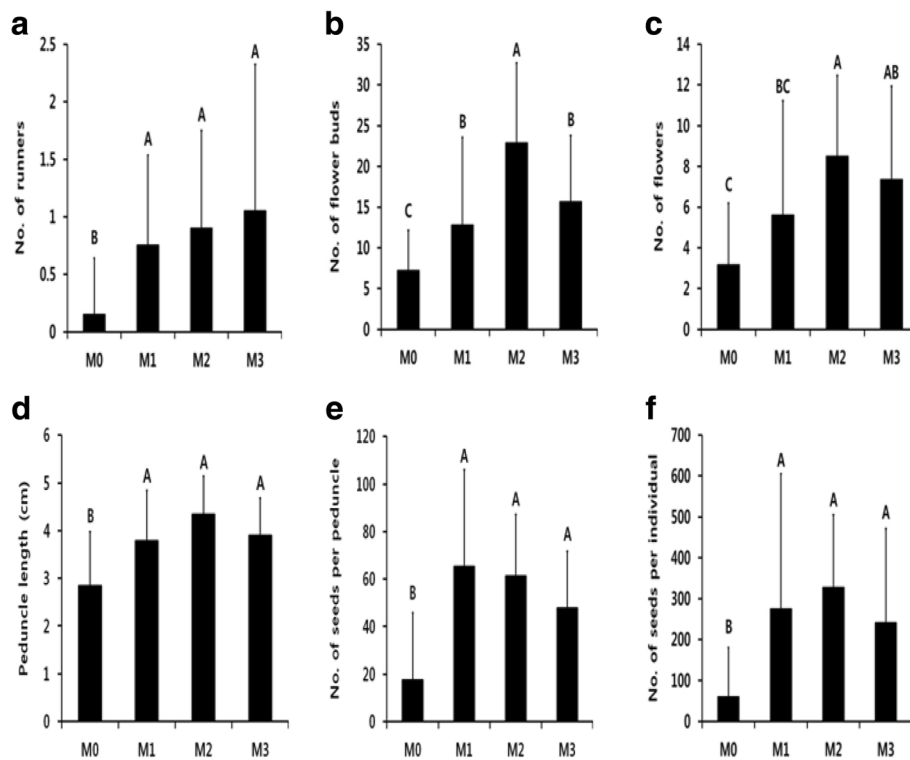 a
No. of runners
2.5
2
1.5
1
0.5
0
B
A
A
A
M0 M1 M2 M3
b
No. of flower buds
35
30
25
20
15
10
5
0
C
B
A
B
M0 M1 M2 M3
c
No. of flowers
14
12
10
8
6
4
2
0
C
BC
A
AB
M0 M1 M2 M3
d
Peduncle length (cm)
6
5
4
3
2
1
0
B
A
A
A
M0 M1 M2 M3
e
No. of seeds per peduncle
120
100
80
60
40
20
0
B
A
A
A
M0 M1 M2 M3
f
No. of seeds per individual
700
600
500
400
300
200
100
0
B
A
A
A
M0 M1 M2 M3